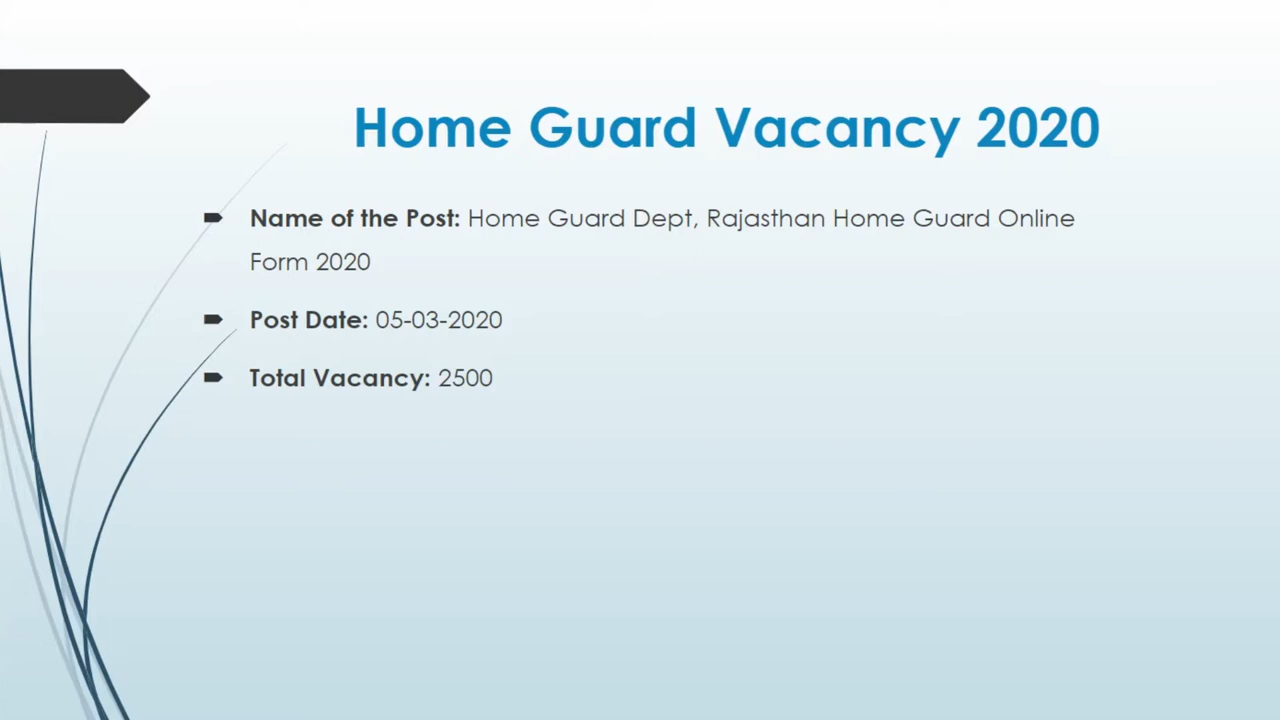 Home Guard Vacancy 2020
Name of the Post: Home Guard Dept, Rajasthan Home Guard Online
Form 2020
Post Date: 05-03-2020
Total Vacancy: 2500